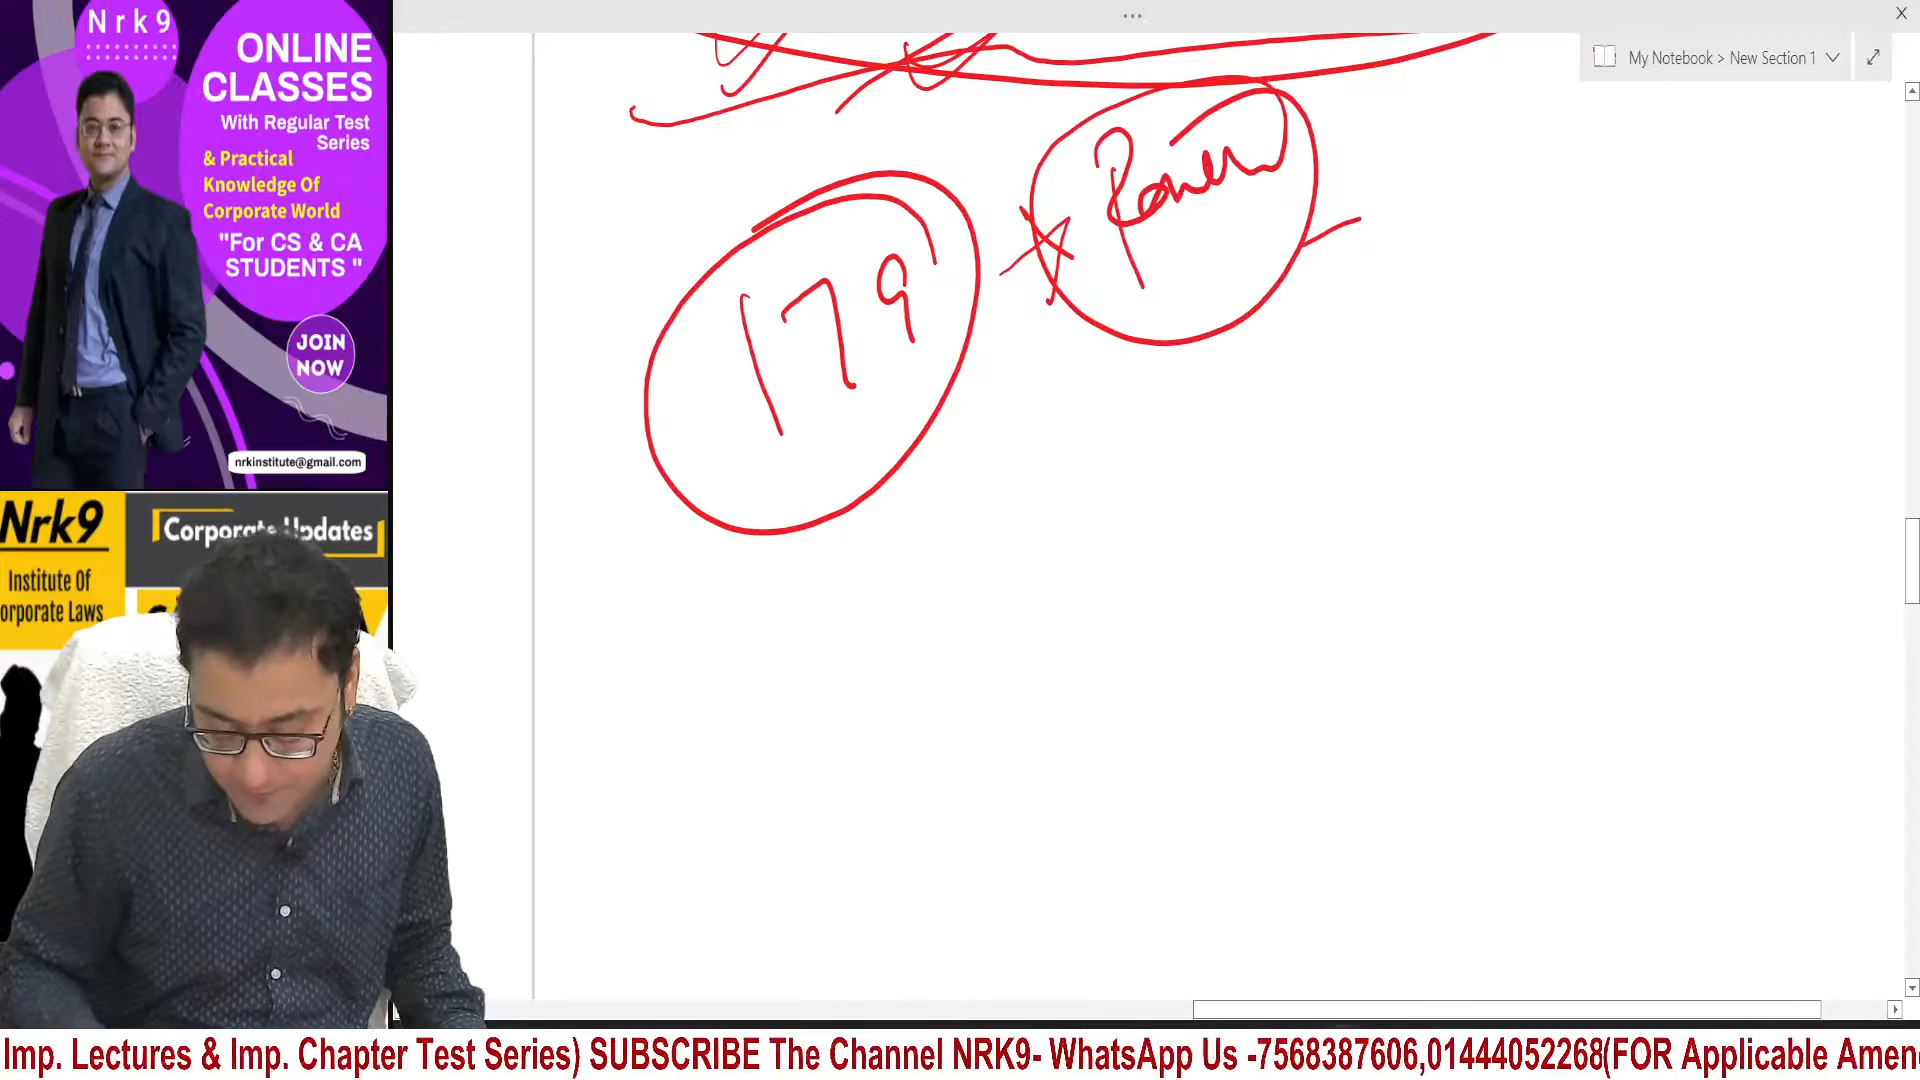 Nrk9
ONLINE
CLASSES
With Regular Test
Series
& Practical
Knowledge Of
Corporate World
"For CS & CA
STUDENTS "
JOIN
NOW
nrkinstitute@gmail.com
Nrk9
Institute Of
orporate Laws
Corporate Updates
My Notebook > New Section 1
179
Imp. Lectures & Imp. Chapter Test Series) SUBSCRIBE The Channel NRK9- WhatsApp Us -7568387606,01444052268(FOR Applicable Amen